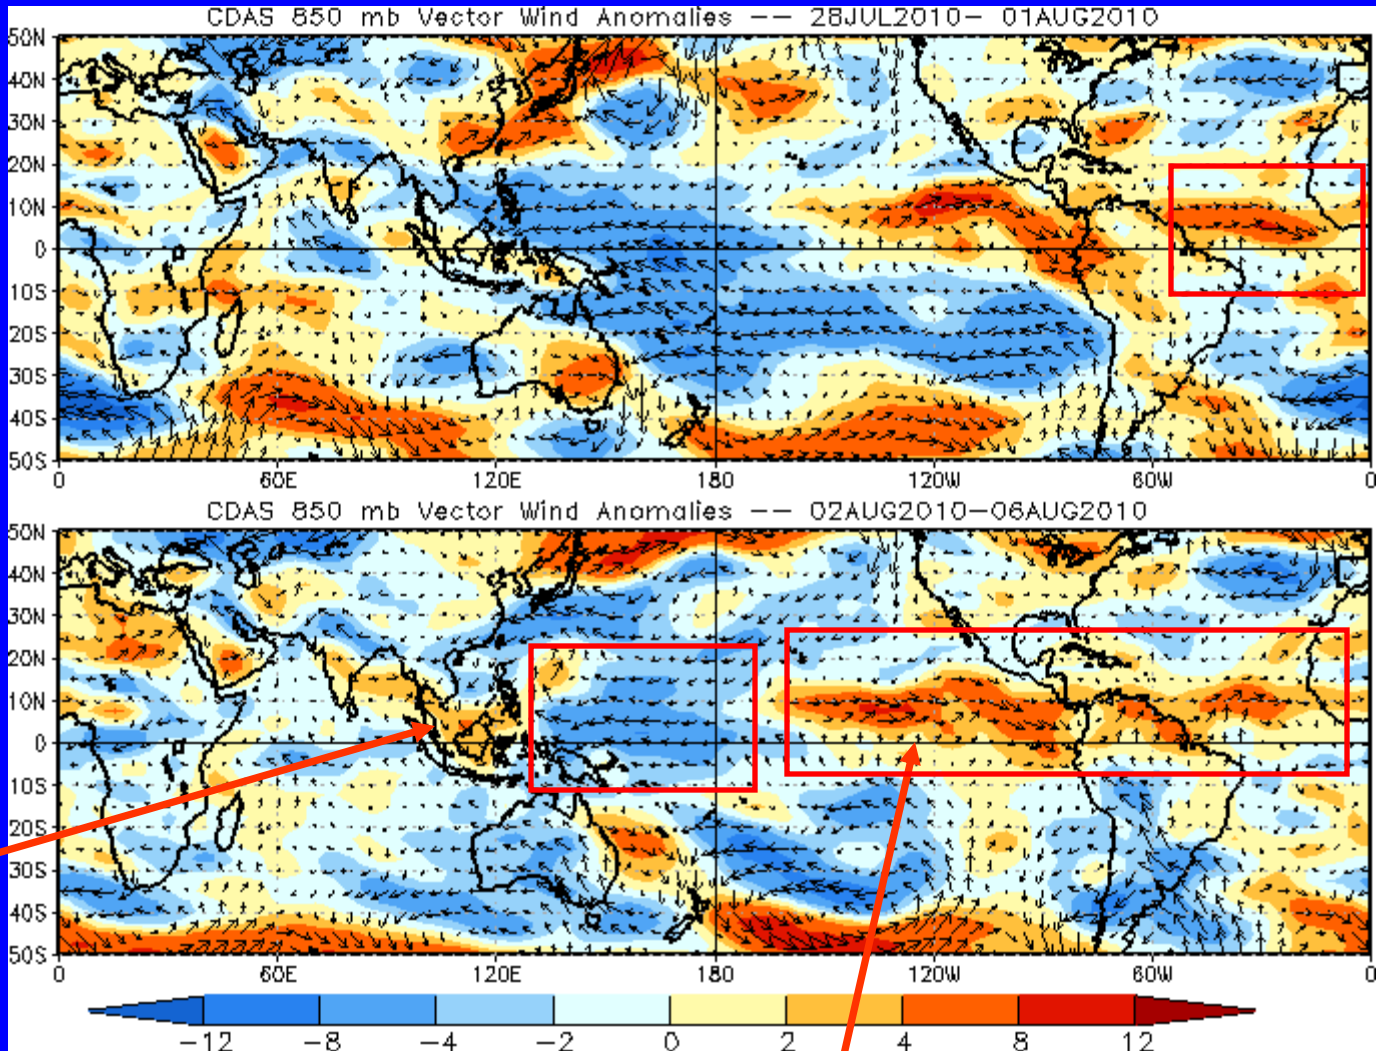 CDAS 850 mb Vector Wind Anomalies -- 28JUL2010- 01AUG2010
50N
40N
30N
20N
10N
0
10S
20S
30S
40S
50S
0 60E 120E 180 120W 60W 0
CDAS 850 mb Vector Wind Anomalies -- 02AUG2010-06AUG2010
50N
40N
30N
20N
10N
0
10S
20S
30S
40S
50S
0 60E 120E 180 120W 60W 0
-12 -8 -4 -2 0 2 4 8 12